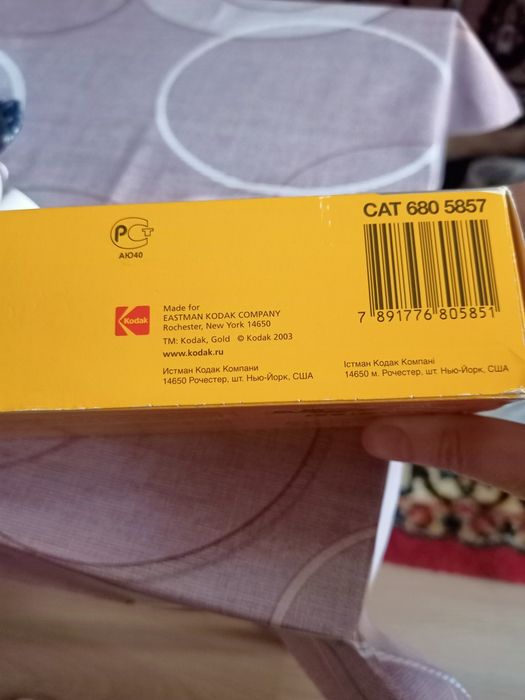 CAT 680 5857
7 891776 805851
РСТ
АЮ40
Kodak
Made for
EASTMAN KODAK COMPANY
Rochester, New York 14650
TM: Kodak, Gold © Kodak 2003
www.kodak.ru
Истман Кодак Компани
14650 Рочестер, шт. Нью-Йорк, США
Істман Кодак Компані
14650 м. Рочестер, шт. Нью-Йорк, США